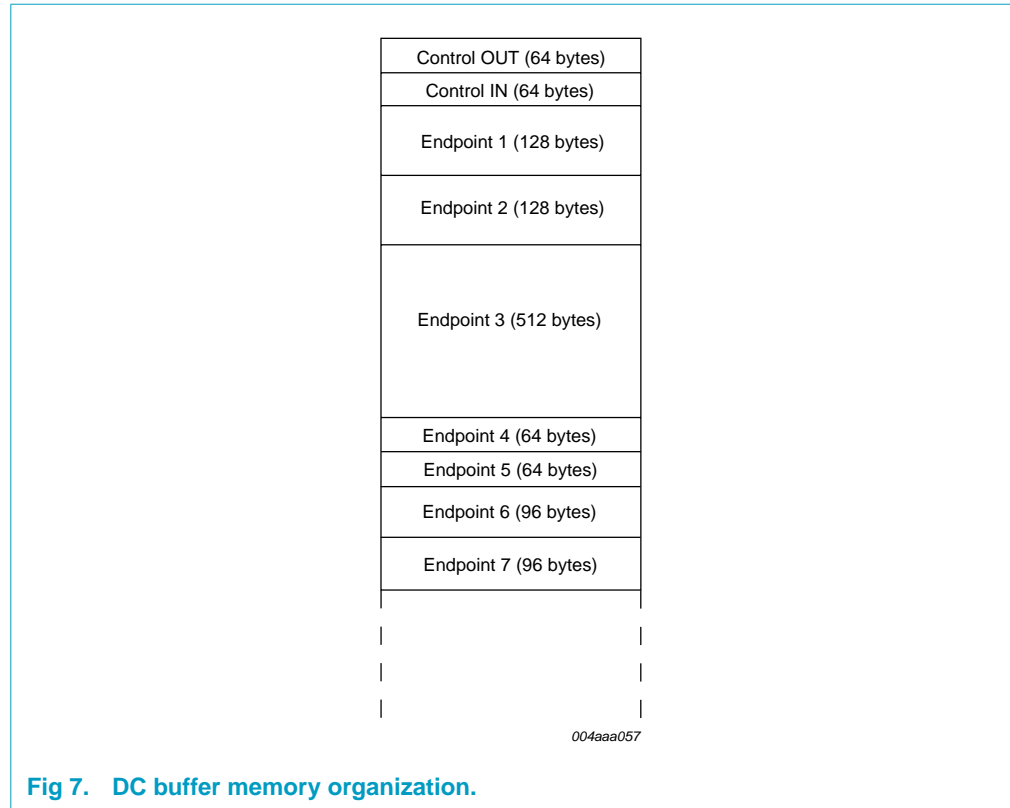 Control OUT (64 bytes)
Control IN (64 bytes)
Endpoint 1 (128 bytes)
Endpoint 2 (128 bytes)
Endpoint 3 (512 bytes)
Endpoint 4 (64 bytes)
Endpoint 5 (64 bytes)
Endpoint 6 (96 bytes)
Endpoint 7 (96 bytes)
004aaa057
Fig 7. DC buffer memory organization.